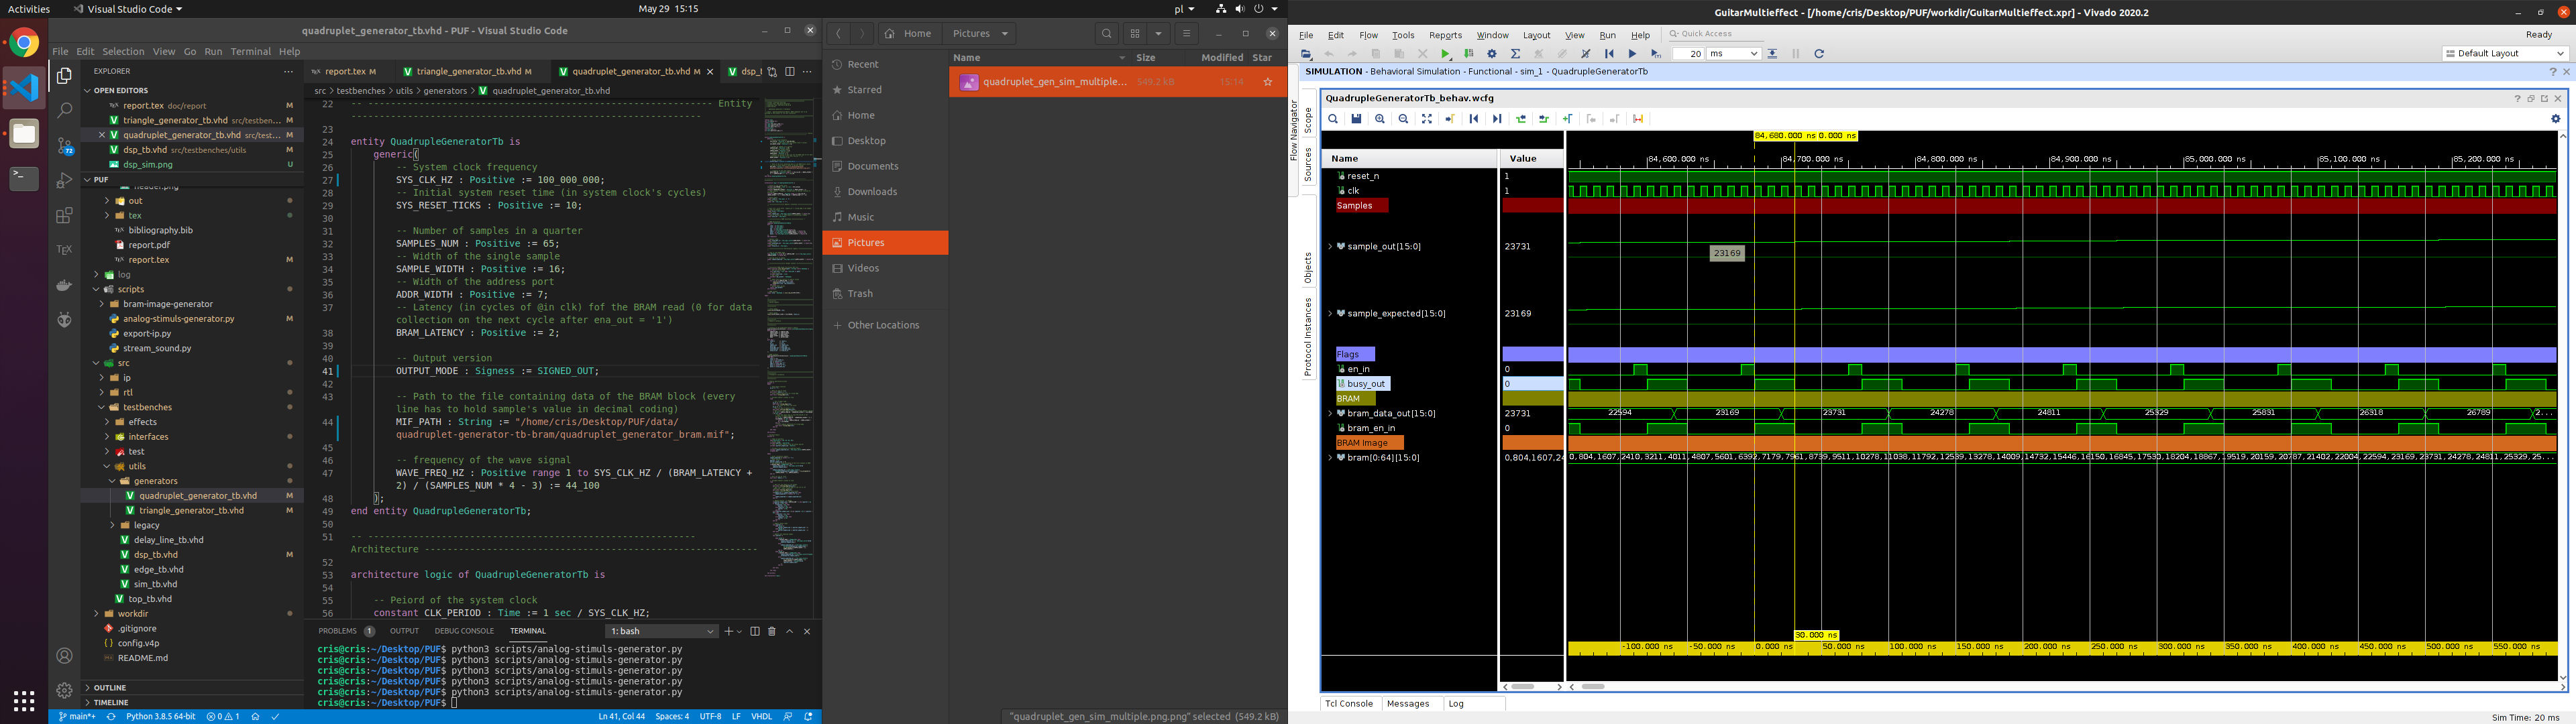 Activities
Visual Studio Code
May 29 15:15
pl
quadruplet_generator_tb.vhd - PUF - Visual Studio Code
File Edit Selection View Go Run Terminal Help
EXPLORER
OPEN EDITORS
report.tex doc/report M
triangle_generator_tb.vhd src/testben... M
quadruplet_generator_tb.vhd src/test... M
dsp_tb.vhd src/testbenches/utils M
dsp_sim.png U
PUF
header.png
out
tex
bibliography.bib
report.pdf
report.tex M
log
scripts
bram-image-generator
analog-stimuls-generator.py M
export-ip.py
stream_sound.py
src
ip
rtl
testbenches
effects
interfaces
test
utils
generators
quadruplet_generator_tb.vhd M
triangle_generator_tb.vhd M
legacy
delay_line_tb.vhd
dsp_tb.vhd M
edge_tb.vhd
sim_tb.vhd
top_tb.vhd
workdir
.gitignore
config.v4p
README.md
OUTLINE
TIMELINE
72
report.tex M triangle_generator_tb.vhd M quadruplet_generator_tb.vhd M dsp_t
src > testbenches > utils > generators > quadruplet_generator_tb.vhd
22 -- ------------------------------------------------------------- Entity
--------------------------------------------------------------
23
24 entity QuadrupleGeneratorTb is
25 generic(
26 -- System clock frequency
27 SYS_CLK_HZ : Positive := 100_000_000;
28 -- Initial system reset time (in system clock's cycles)
29 SYS_RESET_TICKS : Positive := 10;
30
31 -- Number of samples in a quarter
32 SAMPLES_NUM : Positive := 65;
33 -- Width of the single sample
34 SAMPLE_WIDTH : Positive := 16;
35 -- Width of the address port
36 ADDR_WIDTH : Positive := 7;
37 -- Latency (in cycles of @in clk) fof the BRAM read (0 for data
collection on the next cycle after ena_out = '1')
38 BRAM_LATENCY : Positive := 2;
39
40 -- Output version
41 OUTPUT_MODE : Signess := SIGNED_OUT;
42
43 -- Path to the file containing data of the BRAM block (every
line has to hold sample's value in decimal coding)
44 MIF_PATH : String := "/home/cris/Desktop/PUF/data/
quadruplet-generator-tb-bram/quadruplet_generator_bram.mif";
45
46 -- frequency of the wave signal
47 WAVE_FREQ_HZ : Positive range 1 to SYS_CLK_HZ / (BRAM_LATENCY +
2) / (SAMPLES_NUM * 4 - 3) := 44_100
48 );
49 end entity QuadrupleGeneratorTb;
50
51 -- ----------------------------------------------------------
Architecture -----------------------------------------------------------
52
53 architecture logic of QuadrupleGeneratorTb is
54
55 -- Peiord of the system clock
56 constant CLK_PERIOD : Time := 1 sec / SYS_CLK_HZ;
PROBLEMS 1 OUTPUT DEBUG CONSOLE TERMINAL 1: bash
cris@cris:~/Desktop/PUF$ python3 scripts/analog-stimuls-generator.py
cris@cris:~/Desktop/PUF$ python3 scripts/analog-stimuls-generator.py
cris@cris:~/Desktop/PUF$ python3 scripts/analog-stimuls-generator.py
cris@cris:~/Desktop/PUF$ python3 scripts/analog-stimuls-generator.py
cris@cris:~/Desktop/PUF$ python3 scripts/analog-stimuls-generator.py
cris@cris:~/Desktop/PUF$
main*+ Python 3.8.5 64-bit 0 1 Ln 41, Col 44 Spaces: 4 UTF-8 LF VHDL
Home Pictures
Recent
Starred
Home
Desktop
Documents
Downloads
Music
Pictures
Videos
Trash
Other Locations
Name Size Modified Star
quadruplet_gen_sim_multiple... 549.2 kB 15:14
"quadruplet_gen_sim_multiple.png.png" selected (549.2 kB)
GuitarMultieffect - [/home/cris/Desktop/PUF/workdir/GuitarMultieffect.xpr] - Vivado 2020.2
File Edit Flow Tools Reports Window Layout View Run Help Quick Access Ready
20 ms Default Layout
SIMULATION - Behavioral Simulation - Functional - sim_1 - QuadrupleGeneratorTb
Flow Navigator
Scope
Sources
Objects
Protocol Instances
QuadrupleGeneratorTb_behav.wcfg
84,680.000 ns 0.000 ns
Name Value
84,600.000 ns 84,700.000 ns 84,800.000 ns 84,900.000 ns 85,000.000 ns 85,100.000 ns 85,200.000 ns
reset_n 1
clk 1
Samples
sample_out[15:0] 23731
23169
sample_expected[15:0] 23169
Flags
en_in 0
busy_out 0
BRAM
bram_data_out[15:0] 23731 22594 23169 23731 24278 24811 25329 25831 26318 26789 2...
bram_en_in 0
BRAM Image
bram[0:64][15:0] 0,804,1607,24 0,804,1607,2410,3211,4011,4807,5601,6392,7179,7961,8739,9511,10278,11038,11792,12539,13278,14009,14732,15446,16150,16845,17530,18204,18867,19519,20159,20787,21402,22004,22594,23169,23731,24278,24811,25329,25...
30.000 ns
-100.000 ns -50.000 ns 0.000 ns 50.000 ns 100.000 ns 150.000 ns 200.000 ns 250.000 ns 300.000 ns 350.000 ns 400.000 ns 450.000 ns 500.000 ns 550.000 ns
Tcl Console Messages Log
Sim Time: 20 ms